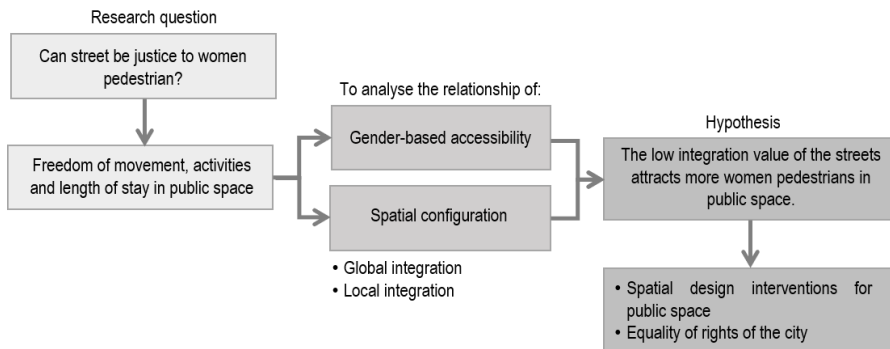 Research question
Can street be justice to women
pedestrian?
Freedom of movement, activities
and length of stay in public space
To analyse the relationship of:
Gender-based accessibility
Spatial configuration
• Global integration
• Local integration
Hypothesis
The low integration value of the streets
attracts more women pedestrians in
public space.
• Spatial design interventions for
public space
• Equality of rights of the city